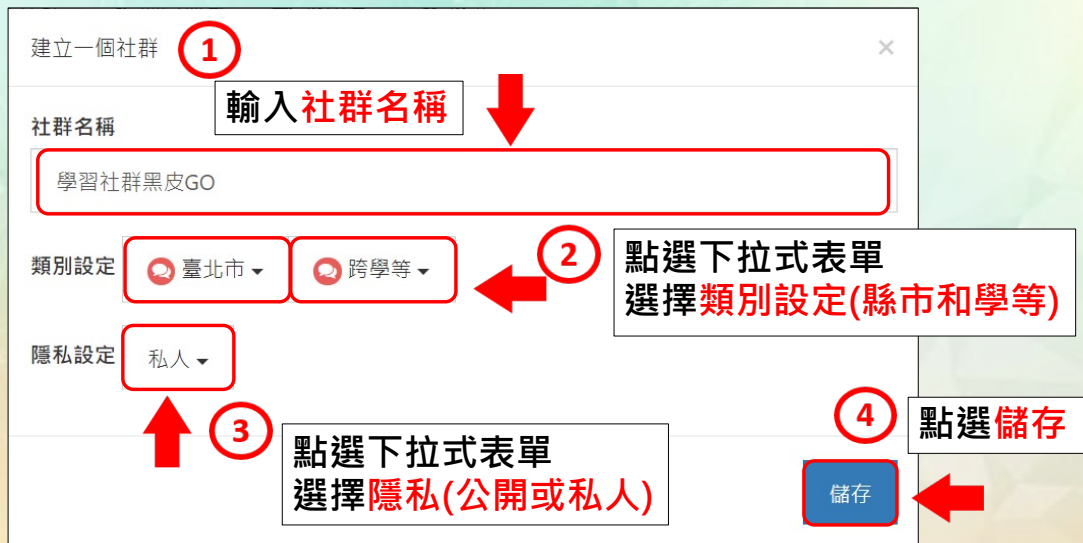 建立一個社群
1
×
輸入社群名稱
社群名稱
學習社群黑皮GO
類別設定
臺北市
跨學等
2
點選下拉式表單
選擇類別設定(縣市和學等)
隱私設定
私人
3
點選下拉式表單
選擇隱私(公開或私人)
4
點選儲存
儲存